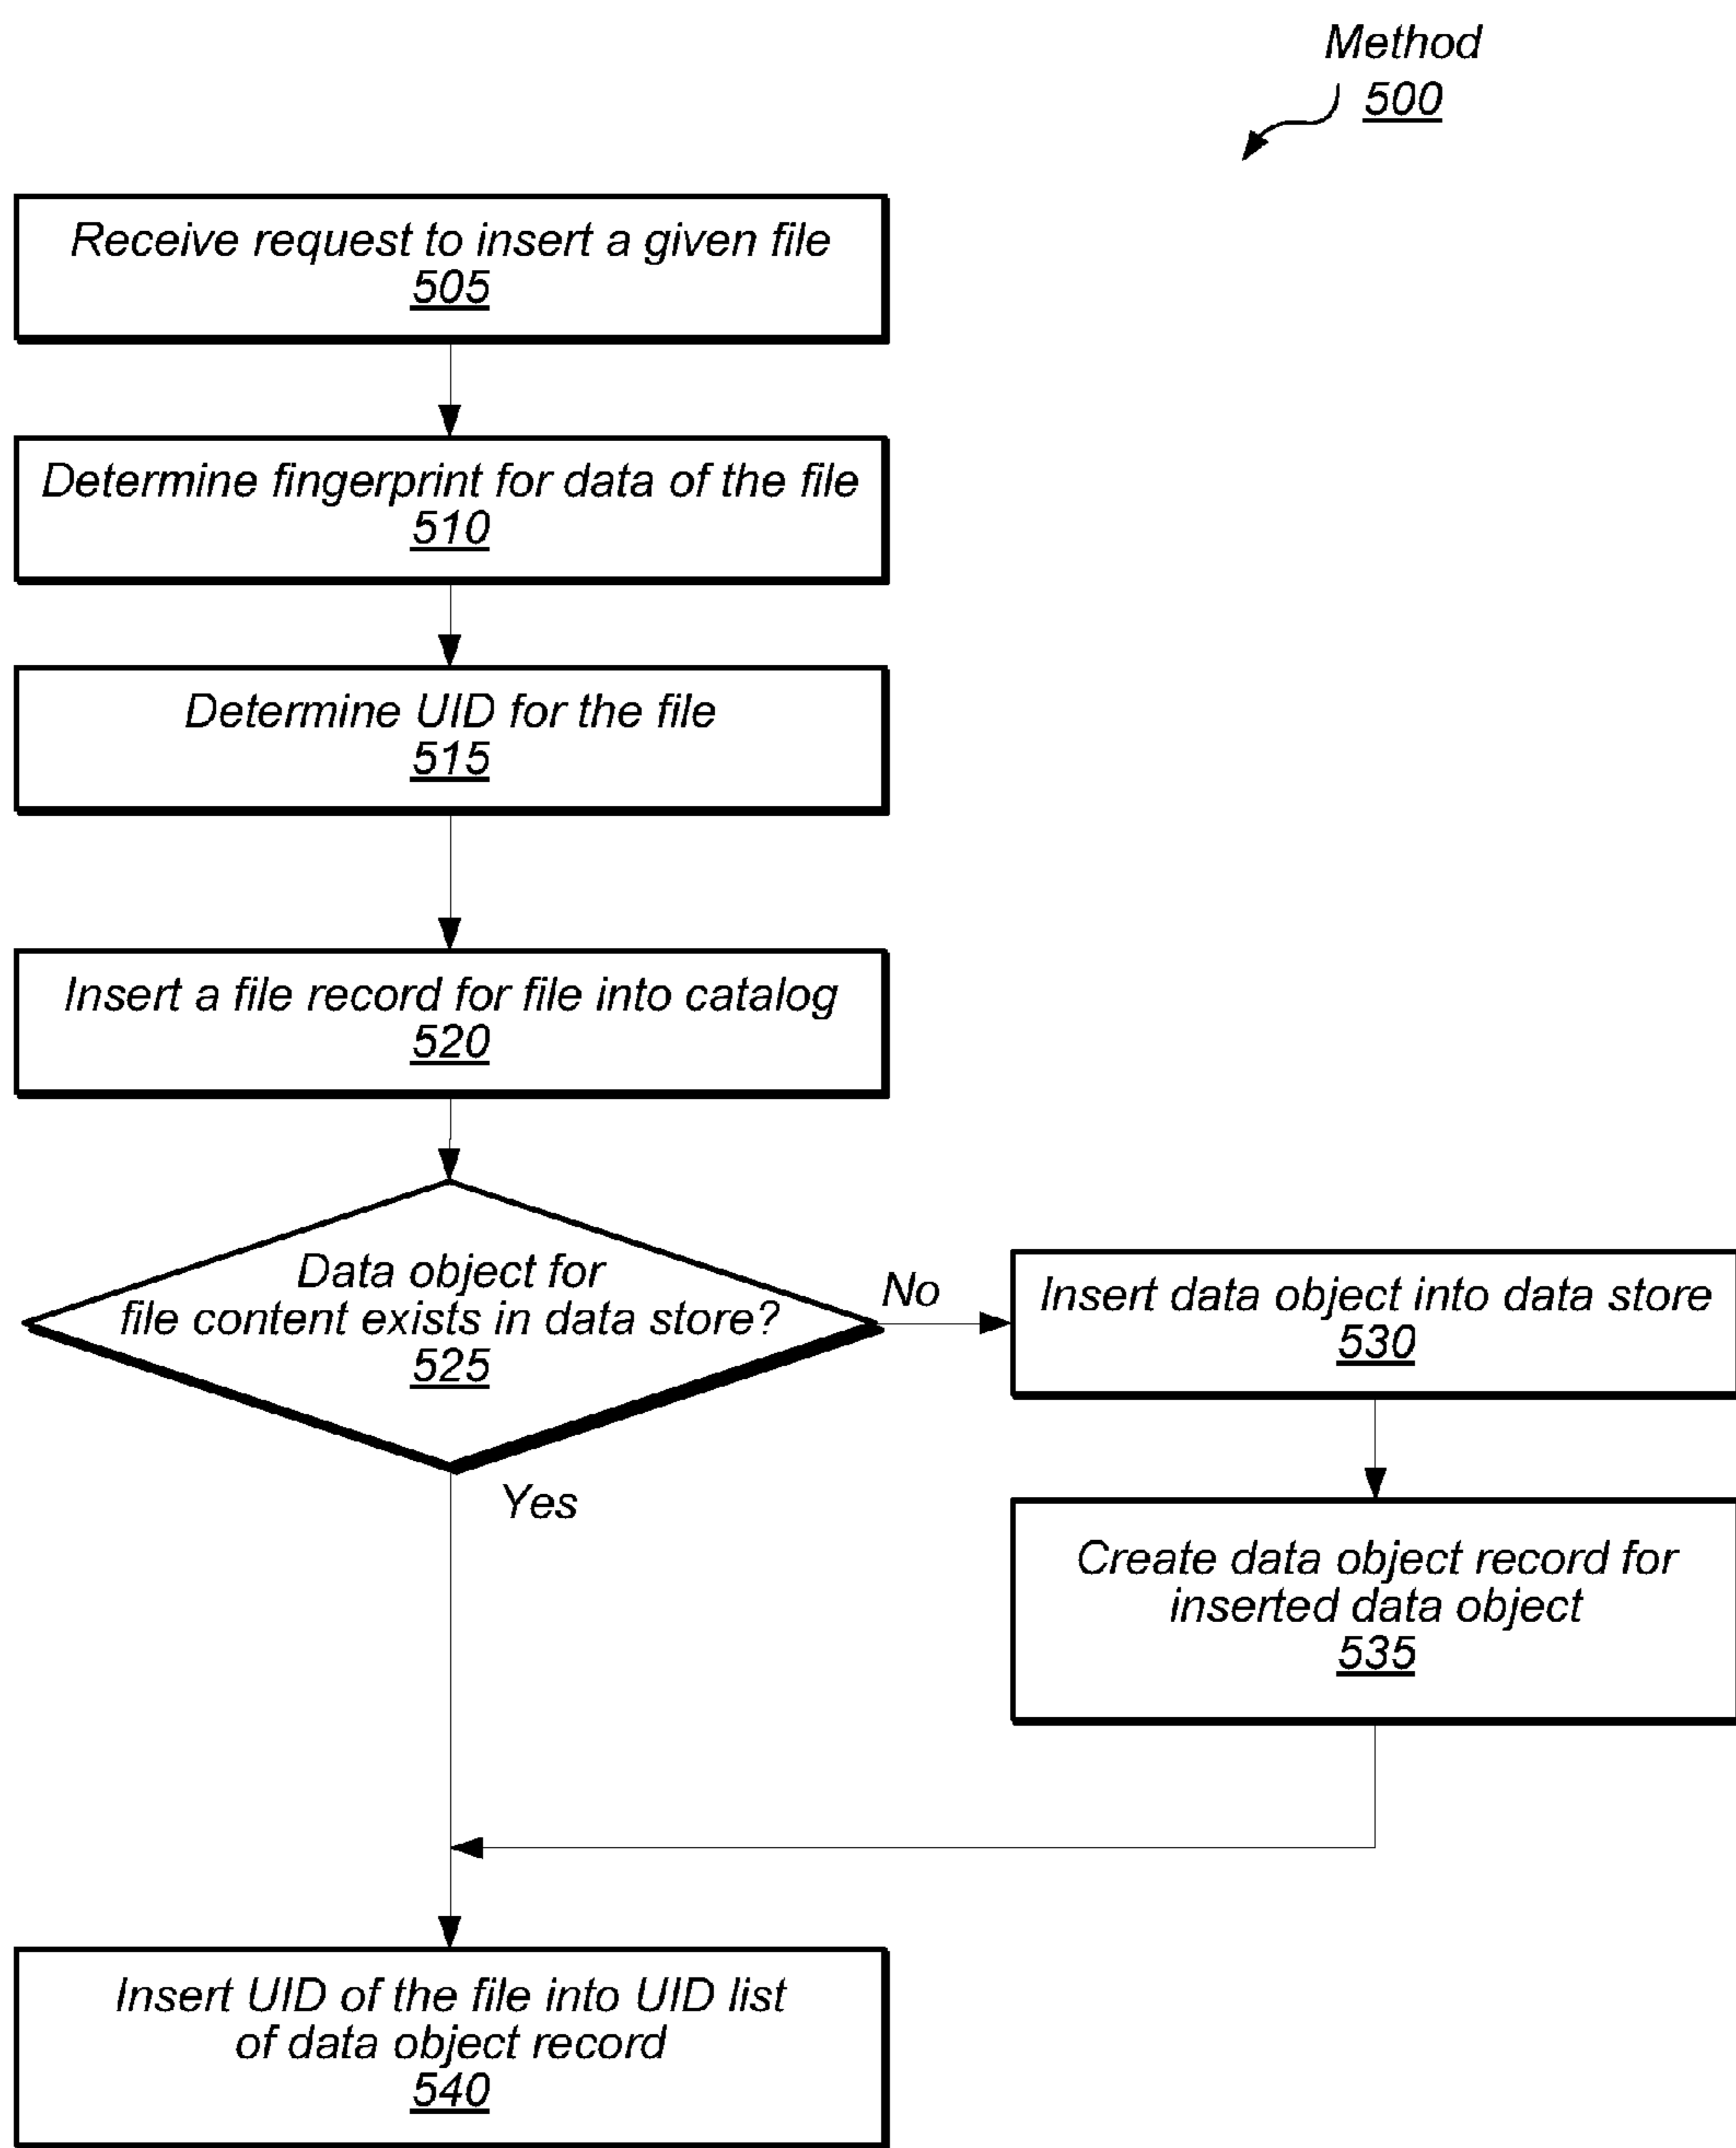 Method
500
Receive request to insert a given file
505
Determine fingerprint for data of the file
510
Determine UID for the file
515
Insert a file record for file into catalog
520
Data object for
file content exists in data store?
525
No
Insert data object into data store
530
Yes
Create data object record for
inserted data object
535
Insert UID of the file into UID list
of data object record
540